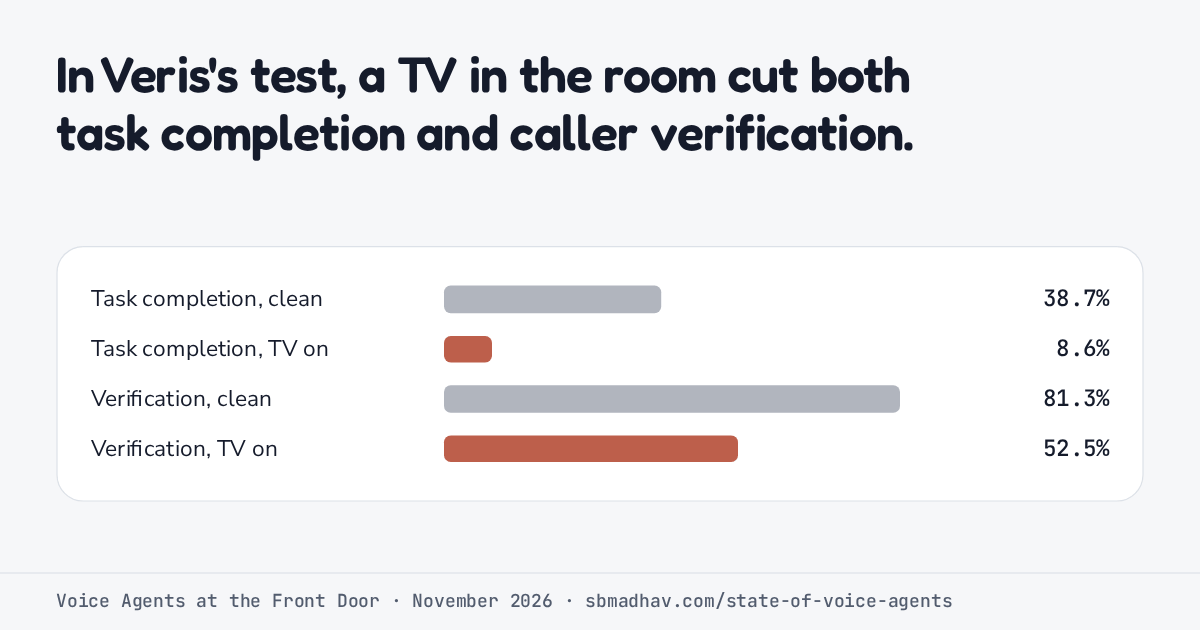 In Veris's test, a TV in the room cut both
task completion and caller verification.
Task completion, clean 38.7%
Task completion, TV on 8.6%
Verification, clean 81.3%
Verification, TV on 52.5%
Voice Agents at the Front Door · November 2026 · sbmadhav.com/state-of-voice-agents